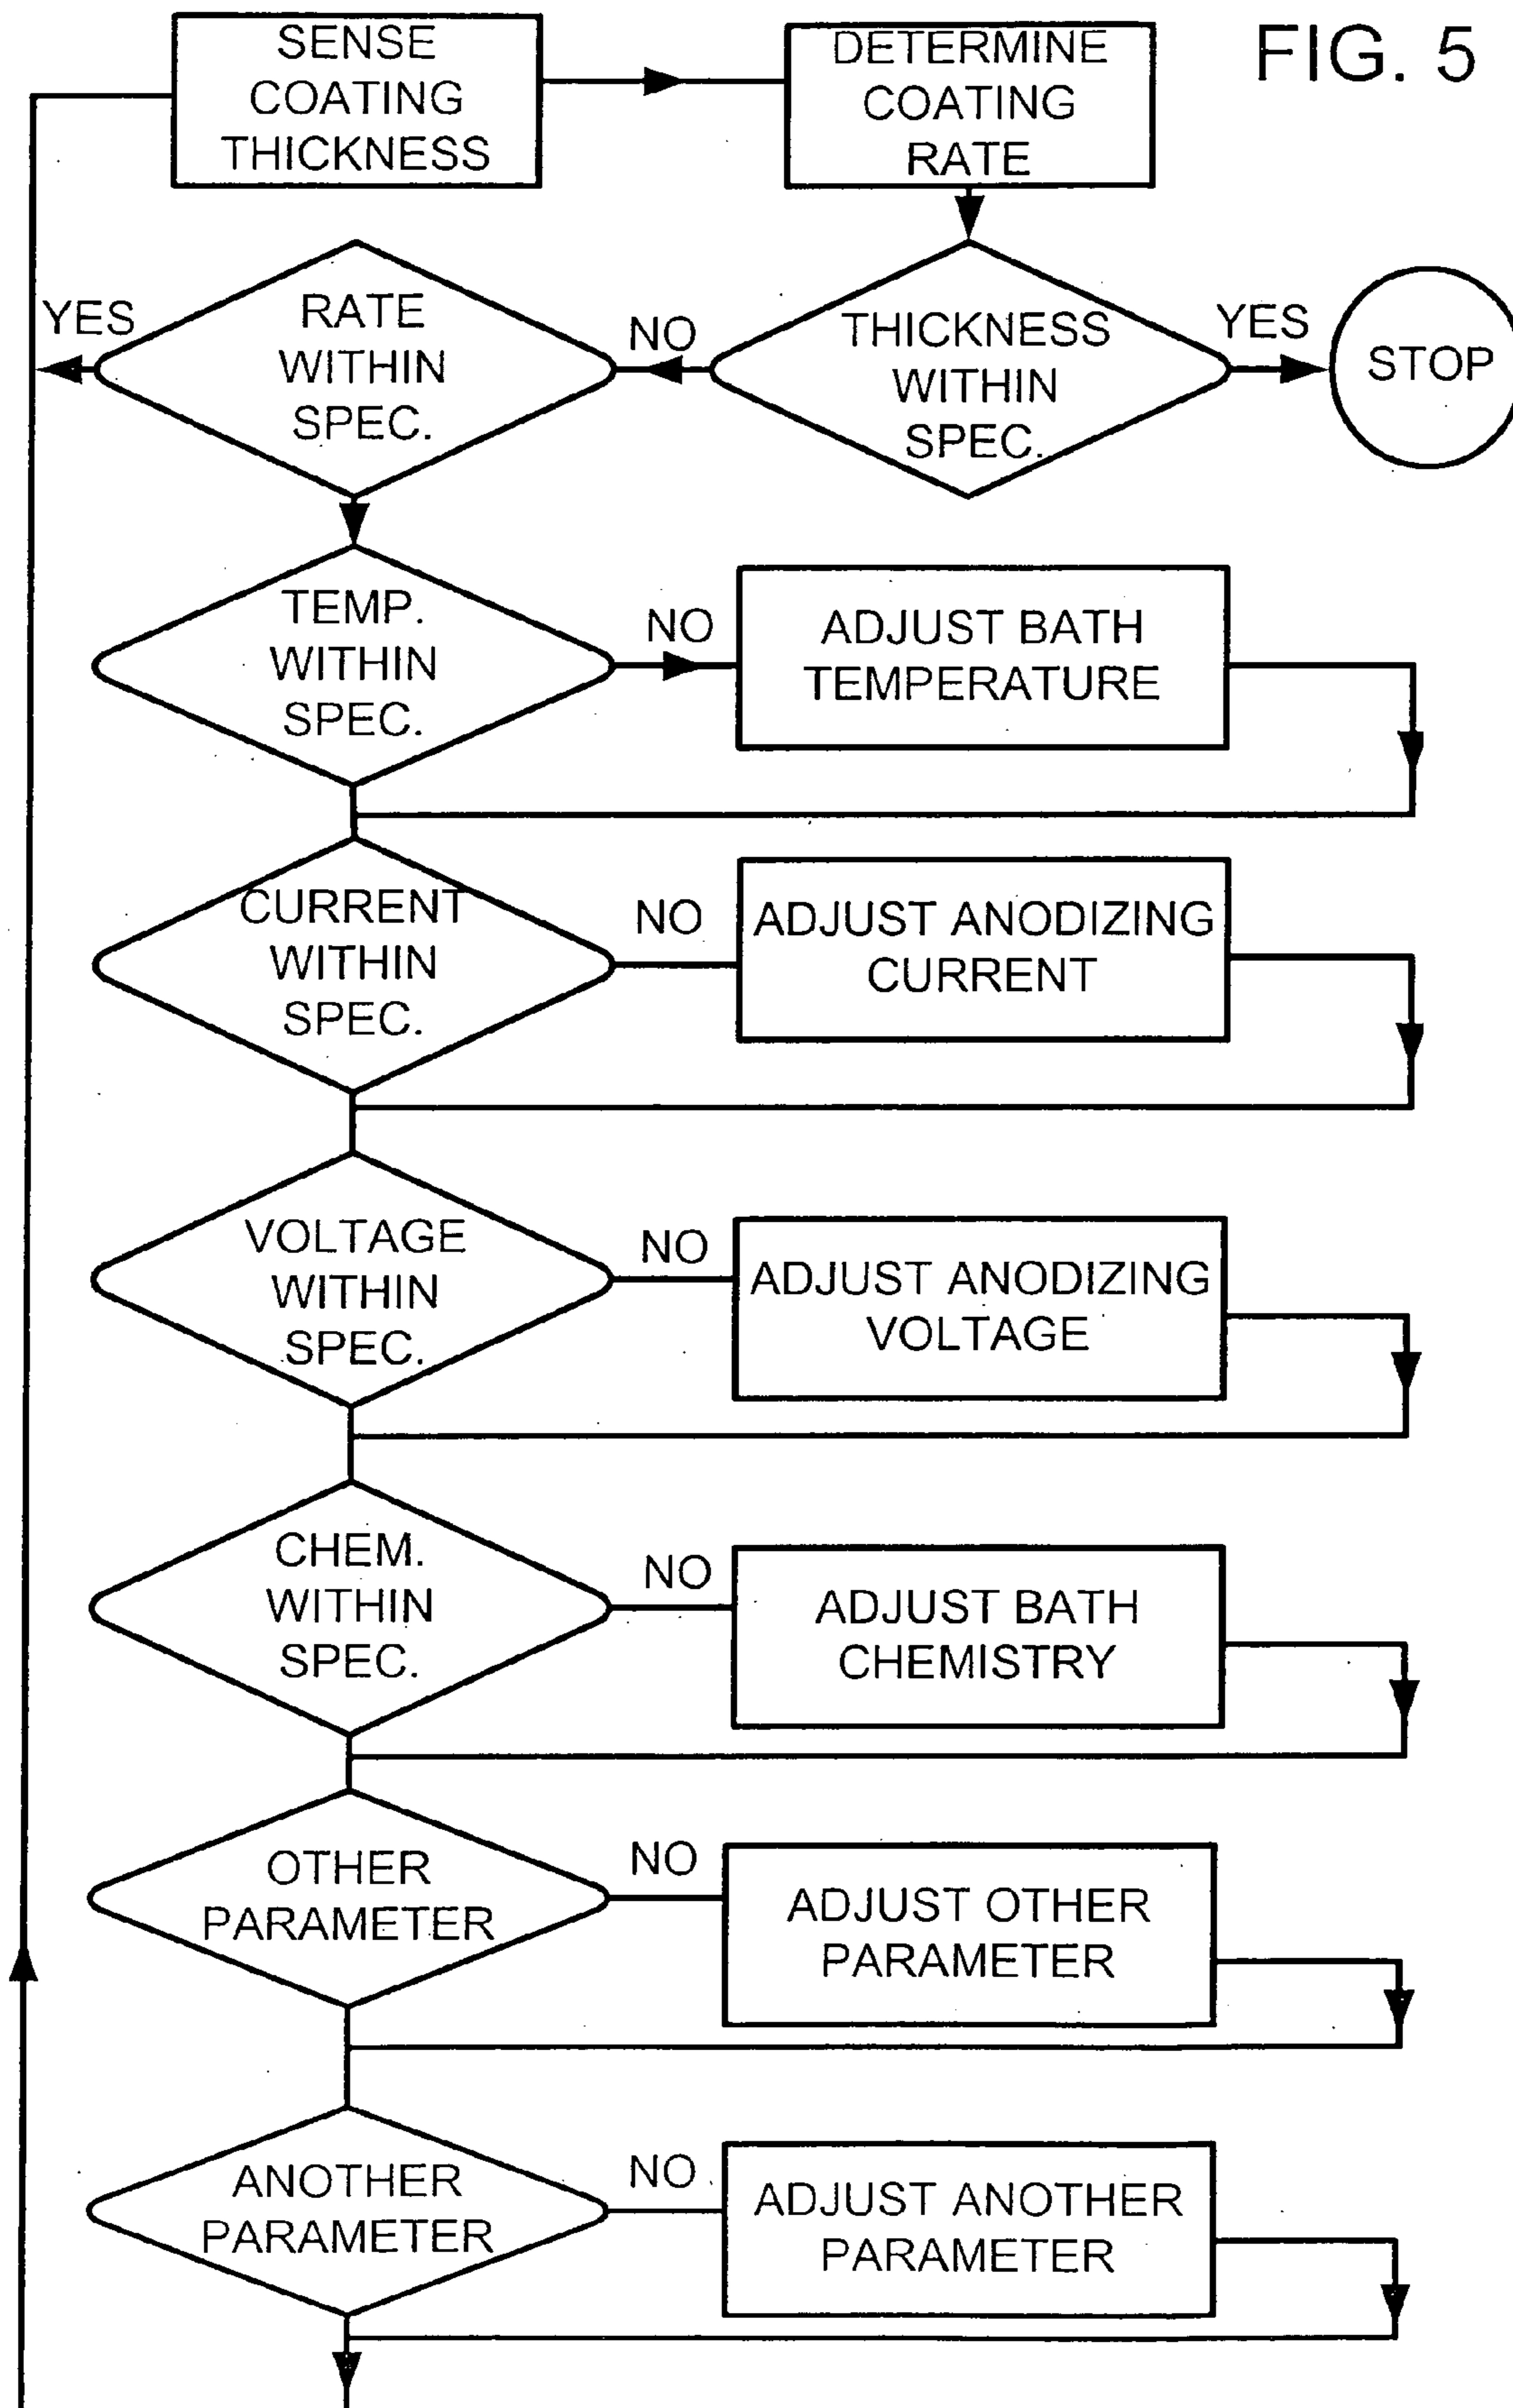 FIG. 5
SENSE
COATING
THICKNESS
DETERMINE
COATING
RATE
YES
RATE
WITHIN
SPEC.
NO
THICKNESS
WITHIN
SPEC.
YES
STOP
TEMP.
WITHIN
SPEC.
NO
ADJUST BATH
TEMPERATURE
CURRENT
WITHIN
SPEC.
NO
ADJUST ANODIZING
CURRENT
VOLTAGE
WITHIN
SPEC.
NO
ADJUST ANODIZING
VOLTAGE
CHEM.
WITHIN
SPEC.
NO
ADJUST BATH
CHEMISTRY
OTHER
PARAMETER
NO
ADJUST OTHER
PARAMETER
ANOTHER
PARAMETER
NO
ADJUST ANOTHER
PARAMETER